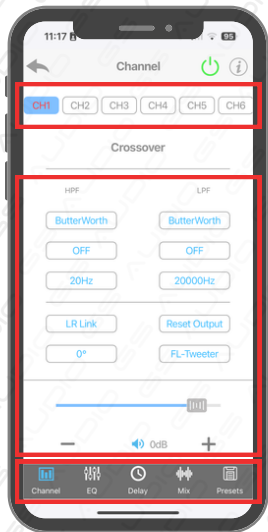 11:17 95
Channel
CH1 CH2 CH3 CH4 CH5 CH6
Crossover
HPF LPF
ButterWorth ButterWorth
OFF OFF
20Hz 20000Hz
LR Link Reset Output
0° FL-Tweeter
0dB
Channel EQ Delay Mix Presets